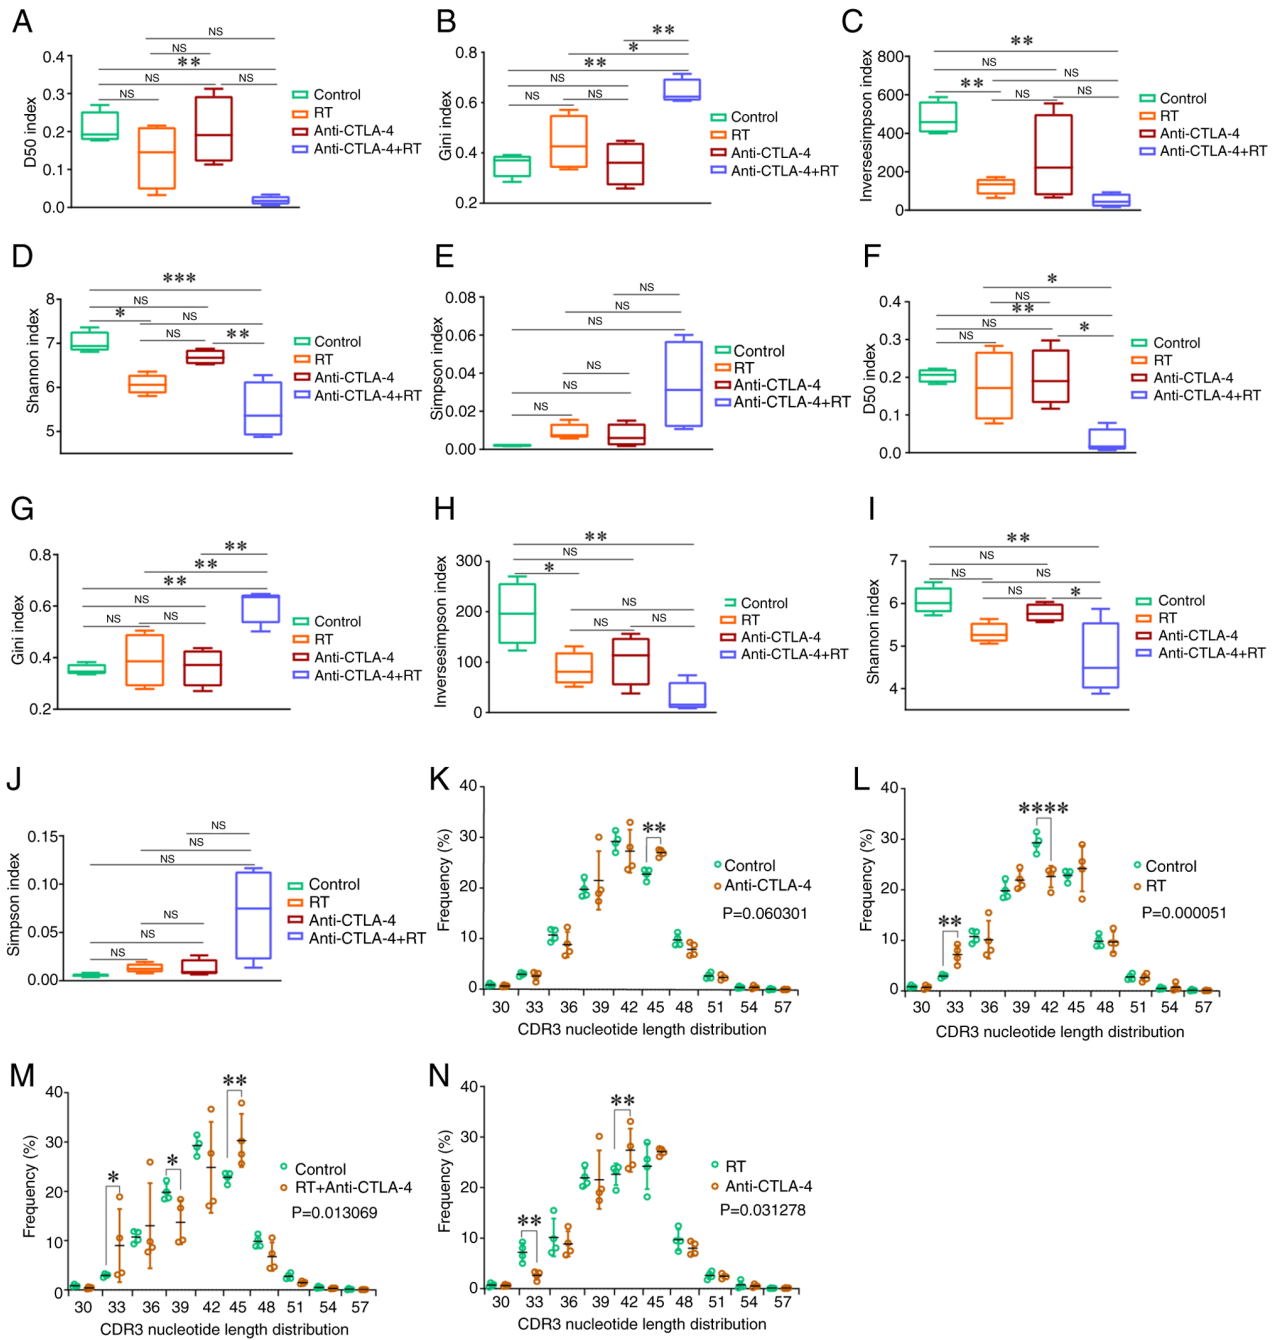 A
NS
NS
**
NS
NS
NS
D50 index
0.4
0.3
0.2
0.1
0.0
Control
RT
Anti-CTLA-4
Anti-CTLA-4+RT
B
**
*
**
NS
NS
NS
Gini index
0.8
0.6
0.4
0.2
Control
RT
Anti-CTLA-4
Anti-CTLA-4+RT
C
**
NS
NS
**
NS
NS
Inversesimpson index
800
600
400
200
0
Control
RT
Anti-CTLA-4
Anti-CTLA-4+RT
D
***
NS
*
NS
NS
**
Shannon index
8
7
6
5
Control
RT
Anti-CTLA-4
Anti-CTLA-4+RT
E
NS
NS
NS
NS
NS
NS
Simpson index
0.08
0.06
0.04
0.02
0.00
Control
RT
Anti-CTLA-4
Anti-CTLA-4+RT
F
*
NS
**
NS
NS
*
D50 index
0.4
0.3
0.2
0.1
0.0
Control
RT
Anti-CTLA-4
Anti-CTLA-4+RT
G
**
**
**
NS
NS
NS
Gini index
0.8
0.6
0.4
0.2
Control
RT
Anti-CTLA-4
Anti-CTLA-4+RT
H
**
NS
*
NS
NS
NS
Inversesimpson index
300
200
100
0
Control
RT
Anti-CTLA-4
Anti-CTLA-4+RT
I
**
NS
NS
NS
NS
*
Shannon index
7
6
5
4
Control
RT
Anti-CTLA-4
Anti-CTLA-4+RT
J
NS
NS
NS
NS
NS
NS
Simpson index
0.15
0.10
0.05
0.00
Control
RT
Anti-CTLA-4
Anti-CTLA-4+RT
K
Frequency (%)
40
30
20
10
0
**
Control
Anti-CTLA-4
P=0.060301
30 33 36 39 42 45 48 51 54 57
CDR3 nucleotide length distribution
L
Frequency (%)
40
30
20
10
0
**
****
Control
RT
P=0.000051
30 33 36 39 42 45 48 51 54 57
CDR3 nucleotide length distribution
M
Frequency (%)
40
30
20
10
0
*
*
**
Control
RT+Anti-CTLA-4
P=0.013069
30 33 36 39 42 45 48 51 54 57
CDR3 nucleotide length distribution
N
Frequency (%)
40
30
20
10
0
**
**
RT
Anti-CTLA-4
P=0.031278
30 33 36 39 42 45 48 51 54 57
CDR3 nucleotide length distribution